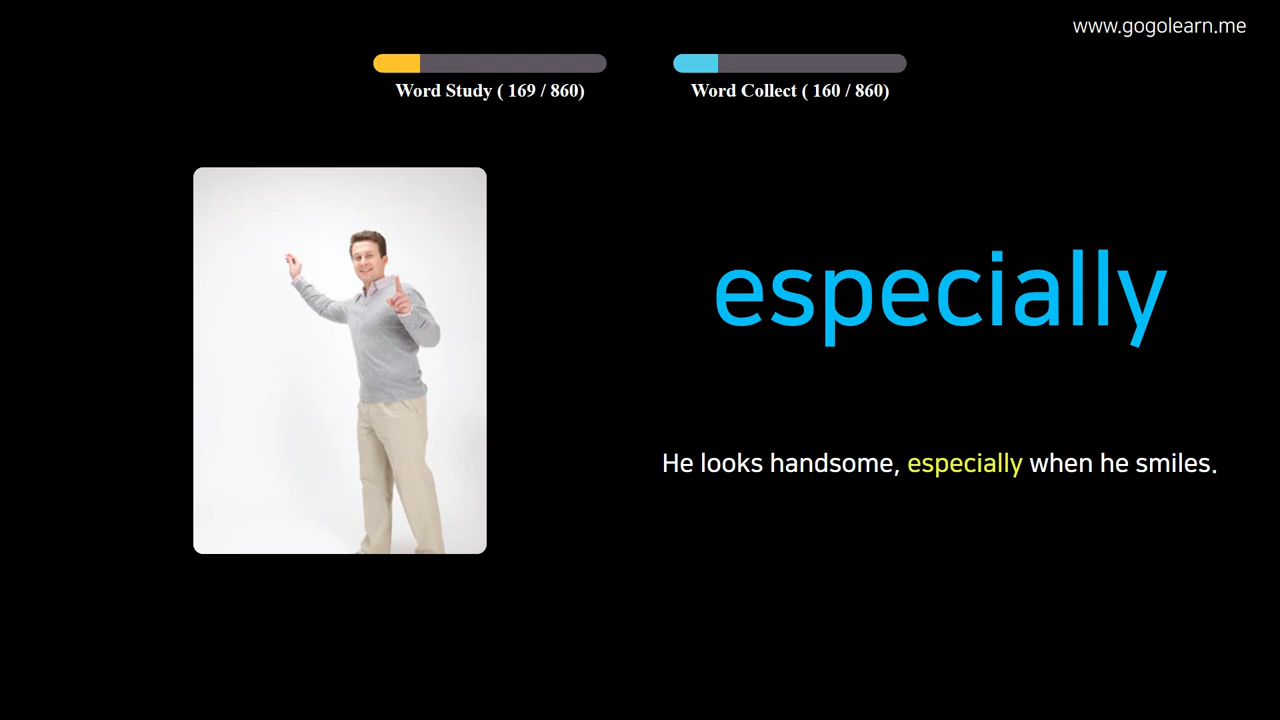 www.gogolearn.me
Word Study ( 169 / 860)
Word Collect ( 160 / 860)
especially
He looks handsome, especially when he smiles.